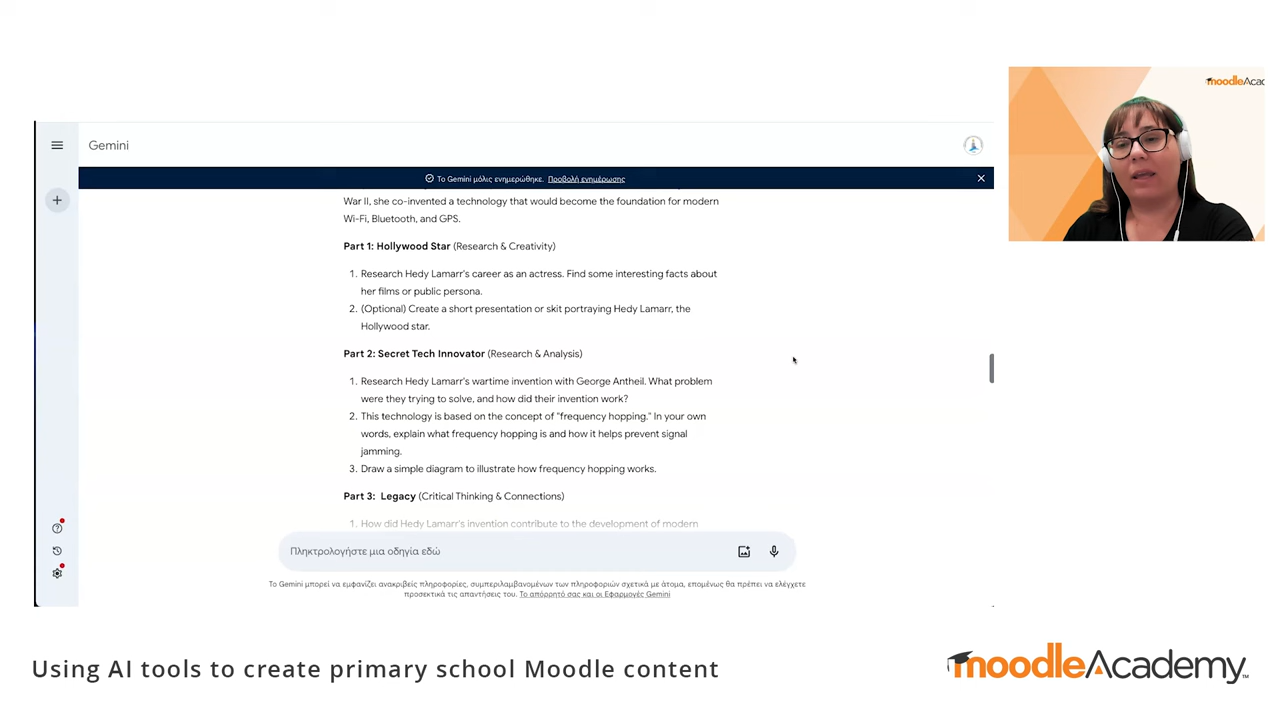 moodleAcad
Gemini
Το Gemini μόλις ενημερώθηκε. Προβολή ενημέρωσης
War II, she co-invented a technology that would become the foundation for modern
Wi-Fi, Bluetooth, and GPS.
Part 1: Hollywood Star (Research & Creativity)
1. Research Hedy Lamarr's career as an actress. Find some interesting facts about
her films or public persona.
2. (Optional) Create a short presentation or skit portraying Hedy Lamarr, the
Hollywood star.
Part 2: Secret Tech Innovator (Research & Analysis)
1. Research Hedy Lamarr's wartime invention with George Antheil. What problem
were they trying to solve, and how did their invention work?
2. This technology is based on the concept of "frequency hopping." In your own
words, explain what frequency hopping is and how it helps prevent signal
jamming.
3. Draw a simple diagram to illustrate how frequency hopping works.
Part 3: Legacy (Critical Thinking & Connections)
1. How did Hedy Lamarr's invention contribute to the development of modern
Πληκτρολογήστε μια οδηγία εδώ
Το Gemini μπορεί να εμφανίζει ανακριβείς πληροφορίες, συμπεριλαμβανομένων των πληροφοριών σχετικά με άτομα, επομένως θα πρέπει να ελέγχετε
προσεκτικά τις απαντήσεις του. Το απόρρητό σας και οι Εφαρμογές Gemini
Using AI tools to create primary school Moodle content
moodleAcademy™